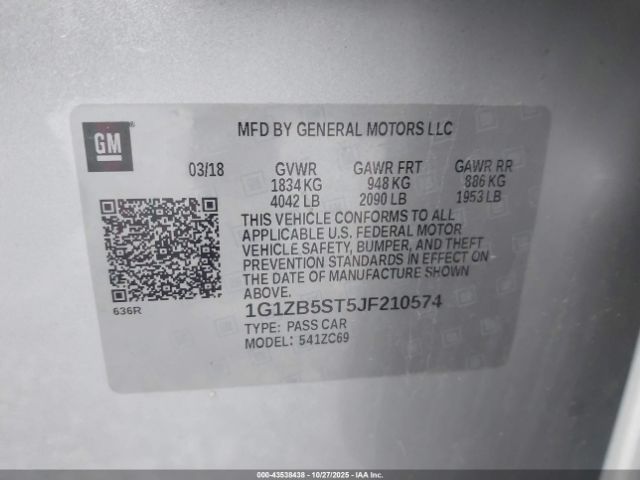 GM
MFD BY GENERAL MOTORS LLC
03/18 GVWR GAWR FRT GAWR RR
1834 KG 948 KG 886 KG
4042 LB 2090 LB 1953 LB
THIS VEHICLE CONFORMS TO ALL
APPLICABLE U.S. FEDERAL MOTOR
VEHICLE SAFETY, BUMPER, AND THEFT
PREVENTION STANDARDS IN EFFECT ON
THE DATE OF MANUFACTURE SHOWN
ABOVE.
636R
1G1ZB5ST5JF210574
TYPE: PASS CAR
MODEL: 541ZC69
000-43538438 - 10/27/2025 - IAA Inc.